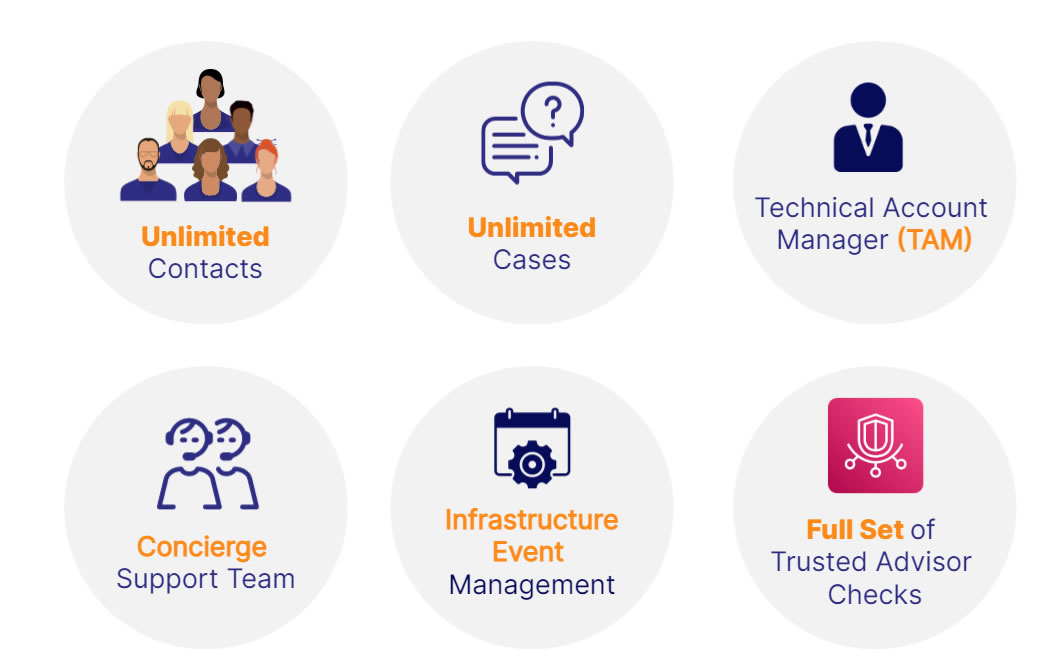 Unlimited
Contacts
?
Unlimited
Cases
Technical Account
Manager (TAM)
Concierge
Support Team
Infrastructure
Event
Management
Full Set of
Trusted Advisor
Checks